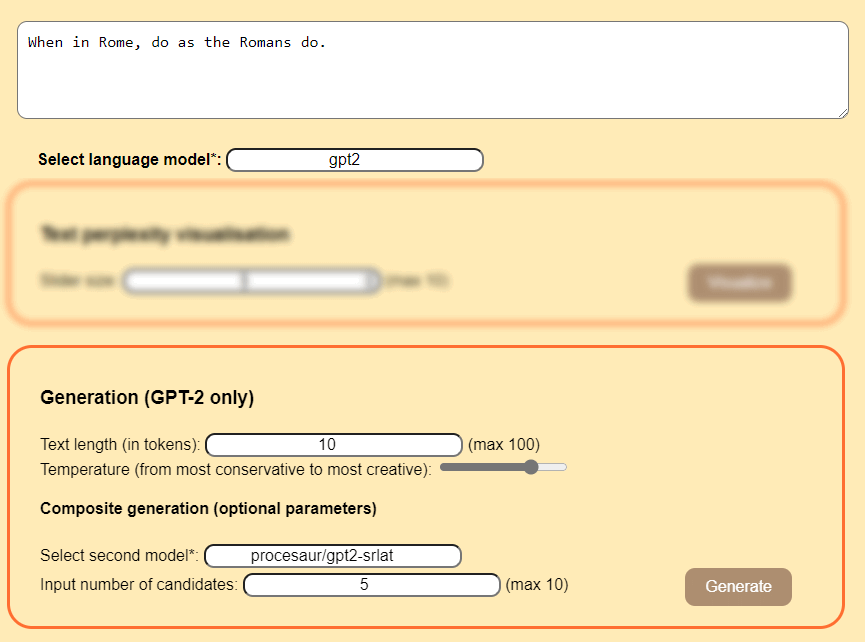 When in Rome, do as the Romans do.
Select language model*: gpt2
Text perplexity visualisation
Slider size: (max 10)
Visualize
Generation (GPT-2 only)
Text length (in tokens): 10 (max 100)
Temperature (from most conservative to most creative):
Composite generation (optional parameters)
Select second model*: procesaur/gpt2-srlat
Input number of candidates: 5 (max 10)
Generate